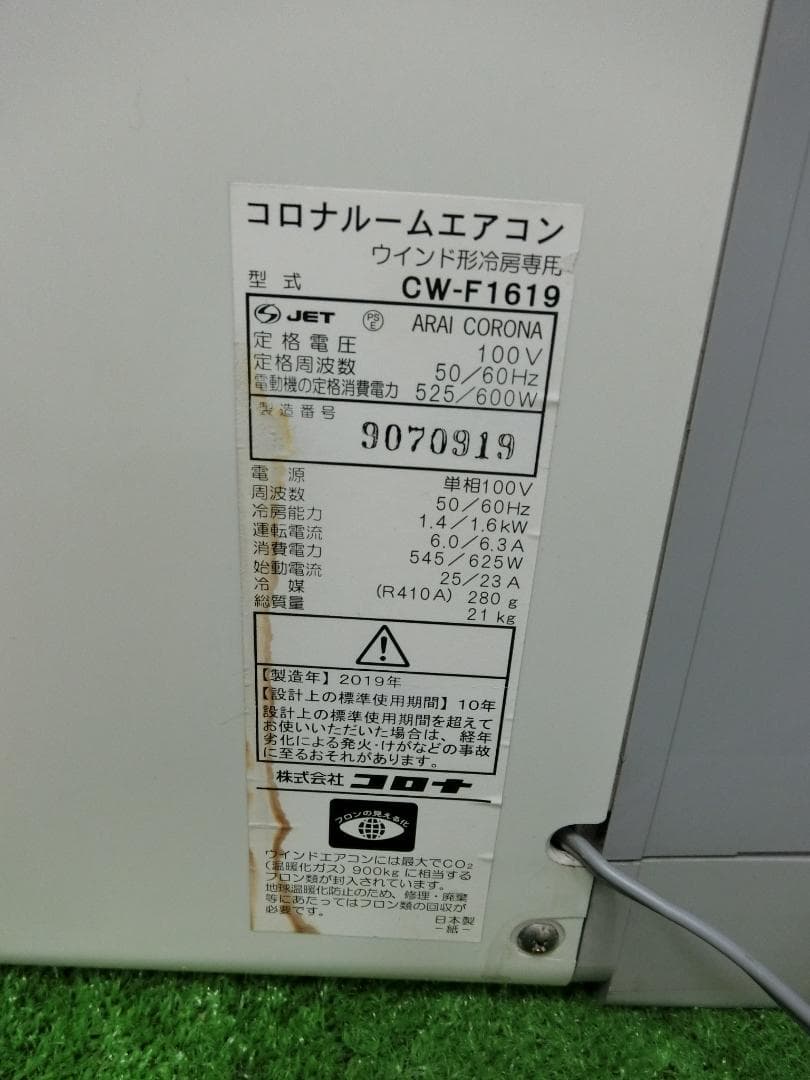 コロナルームエアコン
ウインド形冷房専用
型式 CW-F1619
JET PSE ARAI CORONA
定格電圧 100V
定格周波数 50/60Hz
電動機の定格消費電力 525/600W
製造番号 9070919
電源 単相100V
周波数 50/60Hz
冷房能力 1.4/1.6kW
運転電流 6.0/6.3A
消費電力 545/625W
始動電流 25/23A
冷媒 (R410A) 280g
総質量 21kg
【製造年】2019年
【設計上の標準使用期間】10年
設計上の標準使用期間を超えて
お使いいただいた場合は、経年
劣化による発火・けがなどの事故
に至るおそれがあります。
株式会社 コロナ
フロンの見える化
ウインドエアコンには最大でCO₂
(温暖化ガス) 900kgに相当する
フロン類が封入されています。
地球温暖化防止のため、修理・廃棄
等にあたってはフロン類の回収が
必要です。
日本製
-紙-